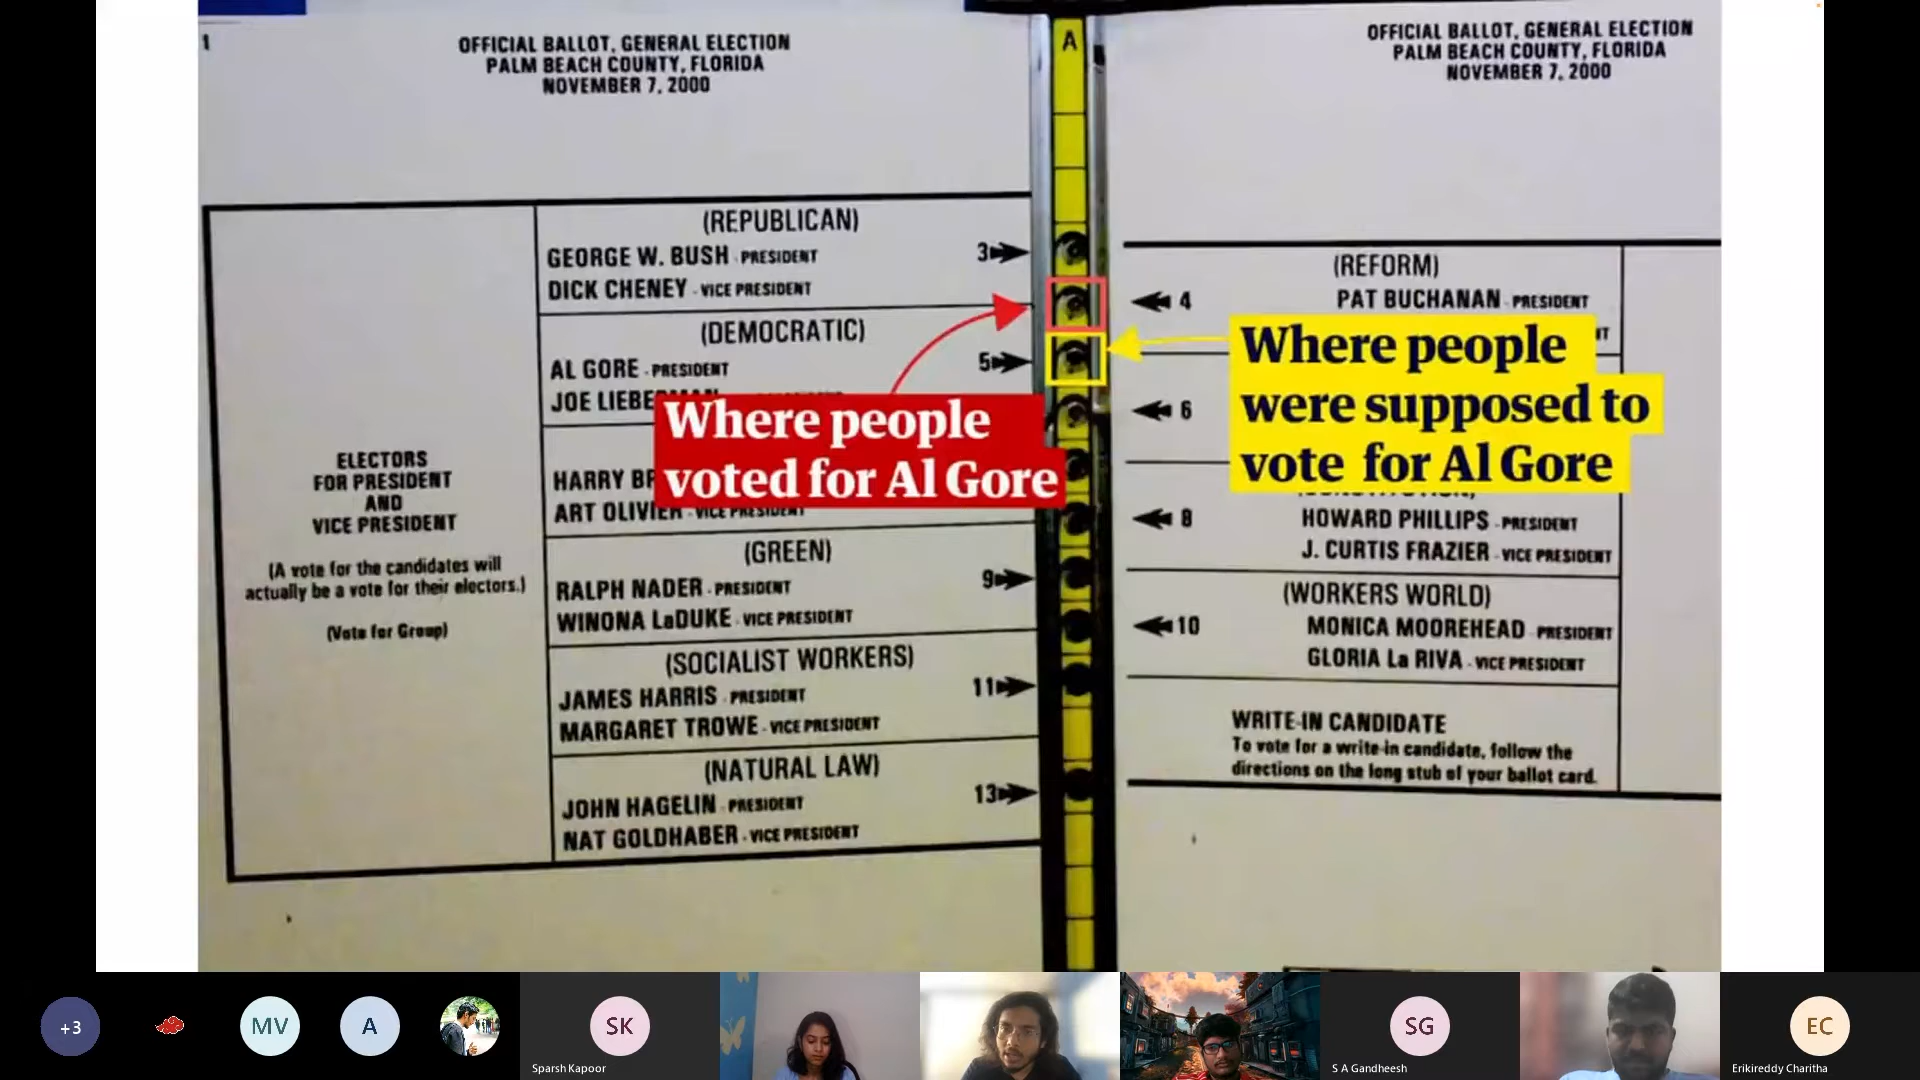 1
OFFICIAL BALLOT, GENERAL ELECTION
PALM BEACH COUNTY, FLORIDA
NOVEMBER 7, 2000
A
OFFICIAL BALLOT, GENERAL ELECTION
PALM BEACH COUNTY, FLORIDA
NOVEMBER 7, 2000
ELECTORS
FOR PRESIDENT
AND
VICE PRESIDENT
(A vote for the candidates will
actually be a vote for their electors.)
(Vote for Group)
(REPUBLICAN)
GEORGE W. BUSH - PRESIDENT
DICK CHENEY - VICE PRESIDENT
3
(DEMOCRATIC)
AL GORE - PRESIDENT
JOE
5
Where people
voted for Al Gore
HARRY
ART OLIVIER - VICE PRESIDENT
(GREEN)
RALPH NADER - PRESIDENT
WINONA LaDUKE - VICE PRESIDENT
9
(SOCIALIST WORKERS)
JAMES HARRIS - PRESIDENT
MARGARET TROWE - VICE PRESIDENT
11
(NATURAL LAW)
JOHN HAGELIN - PRESIDENT
NAT GOLDHABER - VICE PRESIDENT
13
(REFORM)
PAT BUCHANAN - PRESIDENT
4
Where people
were supposed to
vote for Al Gore
6
8
HOWARD PHILLIPS - PRESIDENT
J. CURTIS FRAZIER - VICE PRESIDENT
(WORKERS WORLD)
10
MONICA MOOREHEAD - PRESIDENT
GLORIA La RIVA - VICE PRESIDENT
WRITE-IN CANDIDATE
To vote for a write-in candidate, follow the
directions on the long stub of your ballot card.
+3
MV
A
SK
Sparsh Kapoor
SG
S A Gandheesh
EC
Erikireddy Charitha